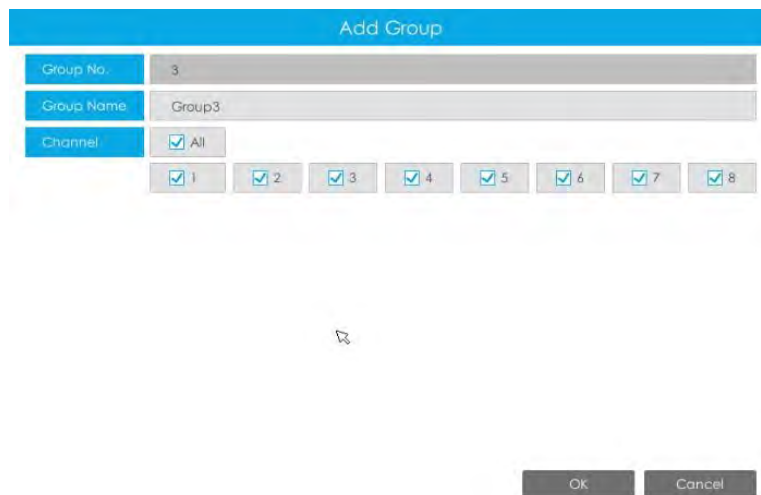 Add Group
Group No. 3
Group Name Group3
Channel All
1 2 3 4 5 6 7 8
OK Cancel